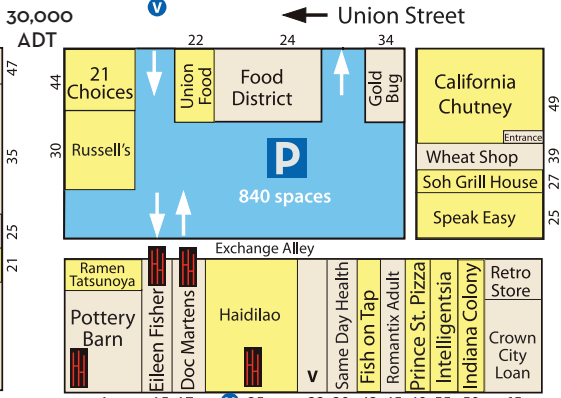 30,000
ADT
V
Union Street
22
24
34
47
44
21
Choices
Union
Food
Food
District
Gold
Bug
California
Chutney
49
Entrance
35
30
Russell's
P
840 spaces
Wheat Shop
39
Soh Grill House
27
Speak Easy
25
25
21
Exchange Alley
Ramen
Tatsunoya
Pottery
Barn
Eileen Fisher
Doc Martens
Haidilao
V
Same Day Health
Fish on Tap
Romantix Adult
Prince St. Pizza
Intelligentsia
Indiana Colony
Retro
Store
Crown
City
Loan